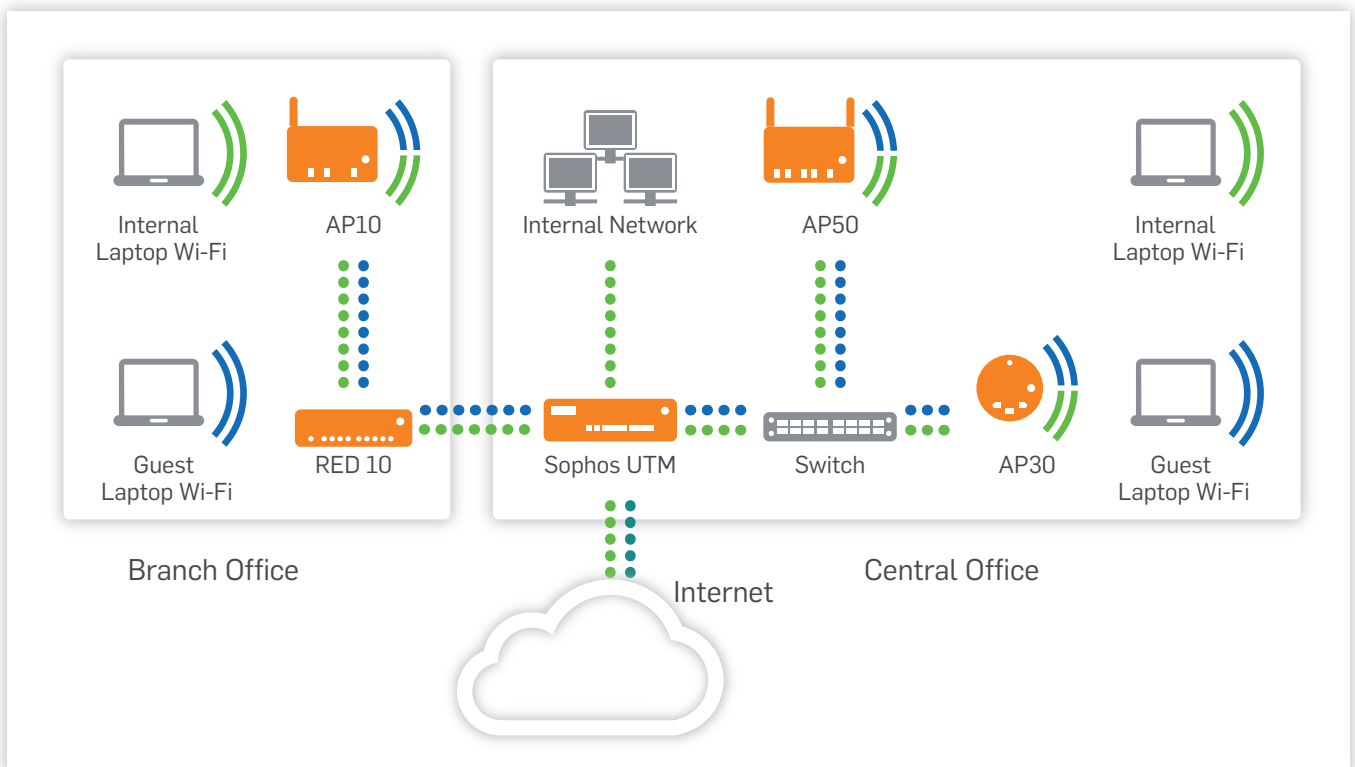 Internal
Laptop Wi-Fi
AP10
Guest
Laptop Wi-Fi
RED 10
Branch Office
Internal Network
AP50
Internal
Laptop Wi-Fi
Sophos UTM
Switch
AP30
Guest
Laptop Wi-Fi
Central Office
Internet